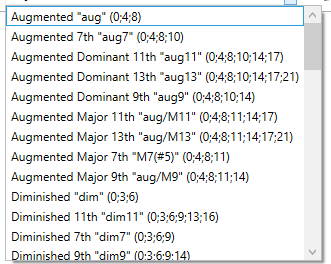 Augmented "aug" (0;4;8)
Augmented 7th "aug7" (0;4;8;10)
Augmented Dominant 11th "aug11" (0;4;8;10;14;17)
Augmented Dominant 13th "aug13" (0;4;8;10;14;17;21)
Augmented Dominant 9th "aug9" (0;4;8;10;14)
Augmented Major 11th "aug/M11" (0;4;8;11;14;17)
Augmented Major 13th "aug/M13" (0;4;8;11;14;17;21)
Augmented Major 7th "M7(#5)" (0;4;8;11)
Augmented Major 9th "aug/M9" (0;4;8;11;14)
Diminished "dim" (0;3;6)
Diminished 11th "dim11" (0;3;6;9;13;16)
Diminished 7th "dim7" (0;3;6;9)
Diminished 9th "dim9" (0;3;6;9;14)